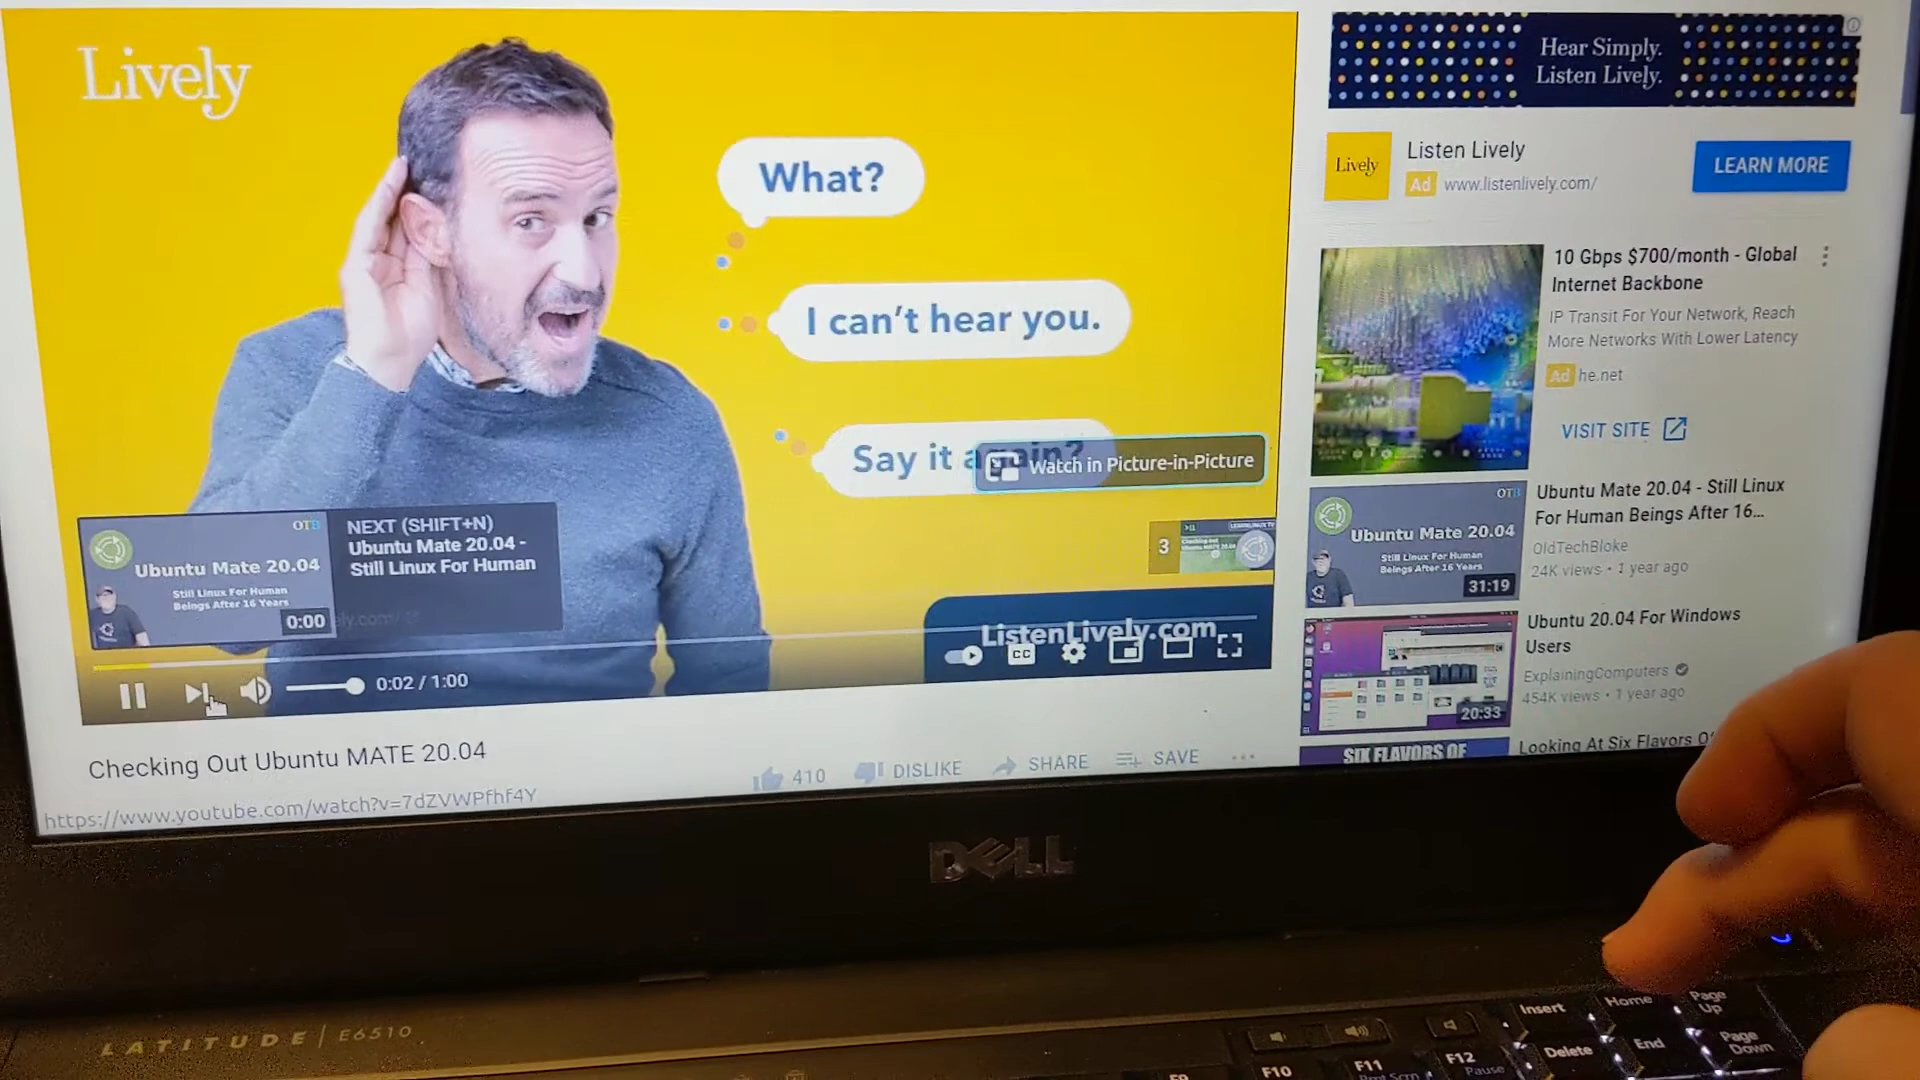 Lively
What?
I can't hear you.
Say it again?
Watch in Picture-in-Picture
OTB
Ubuntu Mate 20.04
Still Linux For Human
Beings After 16 Years
0:00
NEXT (SHIFT+N)
Ubuntu Mate 20.04 -
Still Linux For Human
3
ListenLively.com
CC
0:02 / 1:00
Checking Out Ubuntu MATE 20.04
410
DISLIKE
SHARE
SAVE
https://www.youtube.com/watch?v=7dZVWPfhf4Y
Hear Simply.
Listen Lively.
Lively
Listen Lively
Ad www.listenlively.com/
LEARN MORE
10 Gbps $700/month - Global
Internet Backbone
IP Transit For Your Network, Reach
More Networks With Lower Latency
Ad he.net
VISIT SITE
OTB
Ubuntu Mate 20.04
Still Linux For Human
Beings After 16 Years
31:19
Ubuntu Mate 20.04 - Still Linux
For Human Beings After 16...
OldTechBloke
24K views • 1 year ago
20:33
Ubuntu 20.04 For Windows
Users
ExplainingComputers
454K views • 1 year ago
SIX FLAVORS OF
Looking At Six Flavors
DELL
LATITUDE | E6510
Insert
Home
Page
Up
Delete
End
Page
Down
F9
F10
F11
Prnt Scrn
F12
Pause